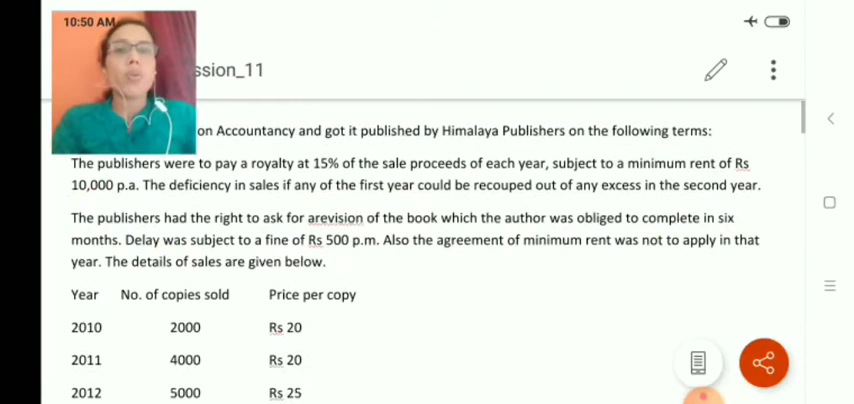 10:50 AM
ssion_11
on Accountancy and got it published by Himalaya Publishers on the following terms:
The publishers were to pay a royalty at 15% of the sale proceeds of each year, subject to a minimum rent of Rs
10,000 p.a. The deficiency in sales if any of the first year could be recouped out of any excess in the second year.
The publishers had the right to ask for arevision of the book which the author was obliged to complete in six
months. Delay was subject to a fine of Rs 500 p.m. Also the agreement of minimum rent was not to apply in that
year. The details of sales are given below.
Year No. of copies sold Price per copy
2010 2000 Rs 20
2011 4000 Rs 20
2012 5000 Rs 25